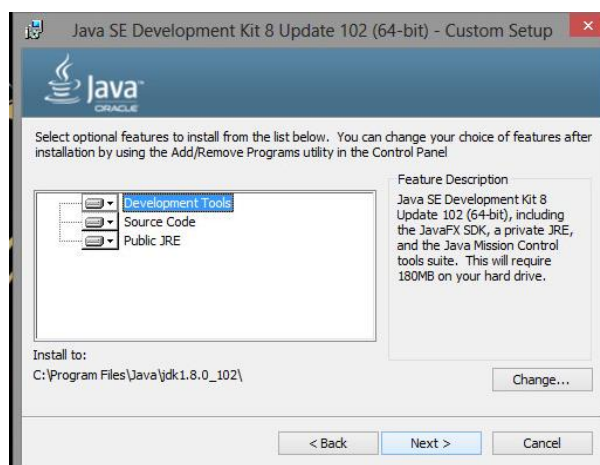 Java SE Development Kit 8 Update 102 (64-bit) - Custom Setup
Java
ORACLE
Select optional features to install from the list below. You can change your choice of features after
installation by using the Add/Remove Programs utility in the Control Panel
Development Tools
Source Code
Public JRE
Feature Description
Java SE Development Kit 8
Update 102 (64-bit), including
the JavaFX SDK, a private JRE,
and the Java Mission Control
tools suite. This will require
180MB on your hard drive.
Install to:
C:\Program Files\Java\jdk1.8.0_102\
Change...
< Back
Next >
Cancel